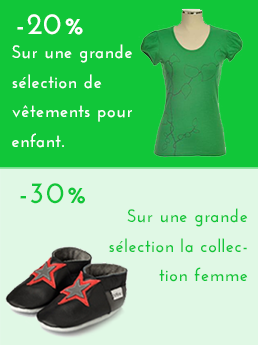 -20%
Sur une grande
sélection de
vêtements pour
enfant.
-30%
Sur une grande
sélection la collec-
tion femme